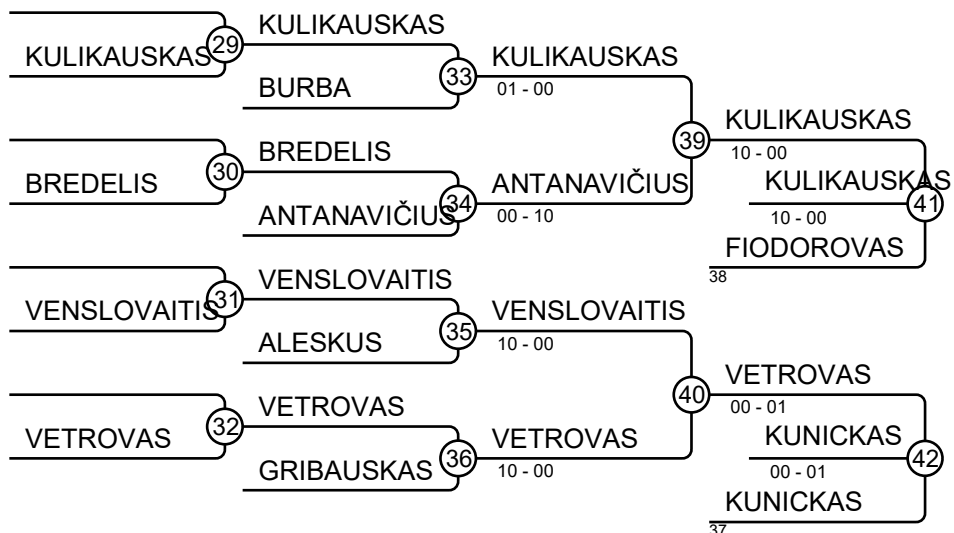 KULIKAUSKAS
29
KULIKAUSKAS
BURBA
33
KULIKAUSKAS
01 - 00
BREDELIS
30
BREDELIS
ANTANAVIČIUS
34
ANTANAVIČIUS
00 - 10
39
KULIKAUSKAS
10 - 00
KULIKAUSKAS
10 - 00
41
FIODOROVAS
38
VENSLOVAITIS
31
VENSLOVAITIS
ALESKUS
35
VENSLOVAITIS
10 - 00
VETROVAS
32
VETROVAS
GRIBAUSKAS
36
VETROVAS
10 - 00
40
VETROVAS
00 - 01
KUNICKAS
00 - 01
42
KUNICKAS
37